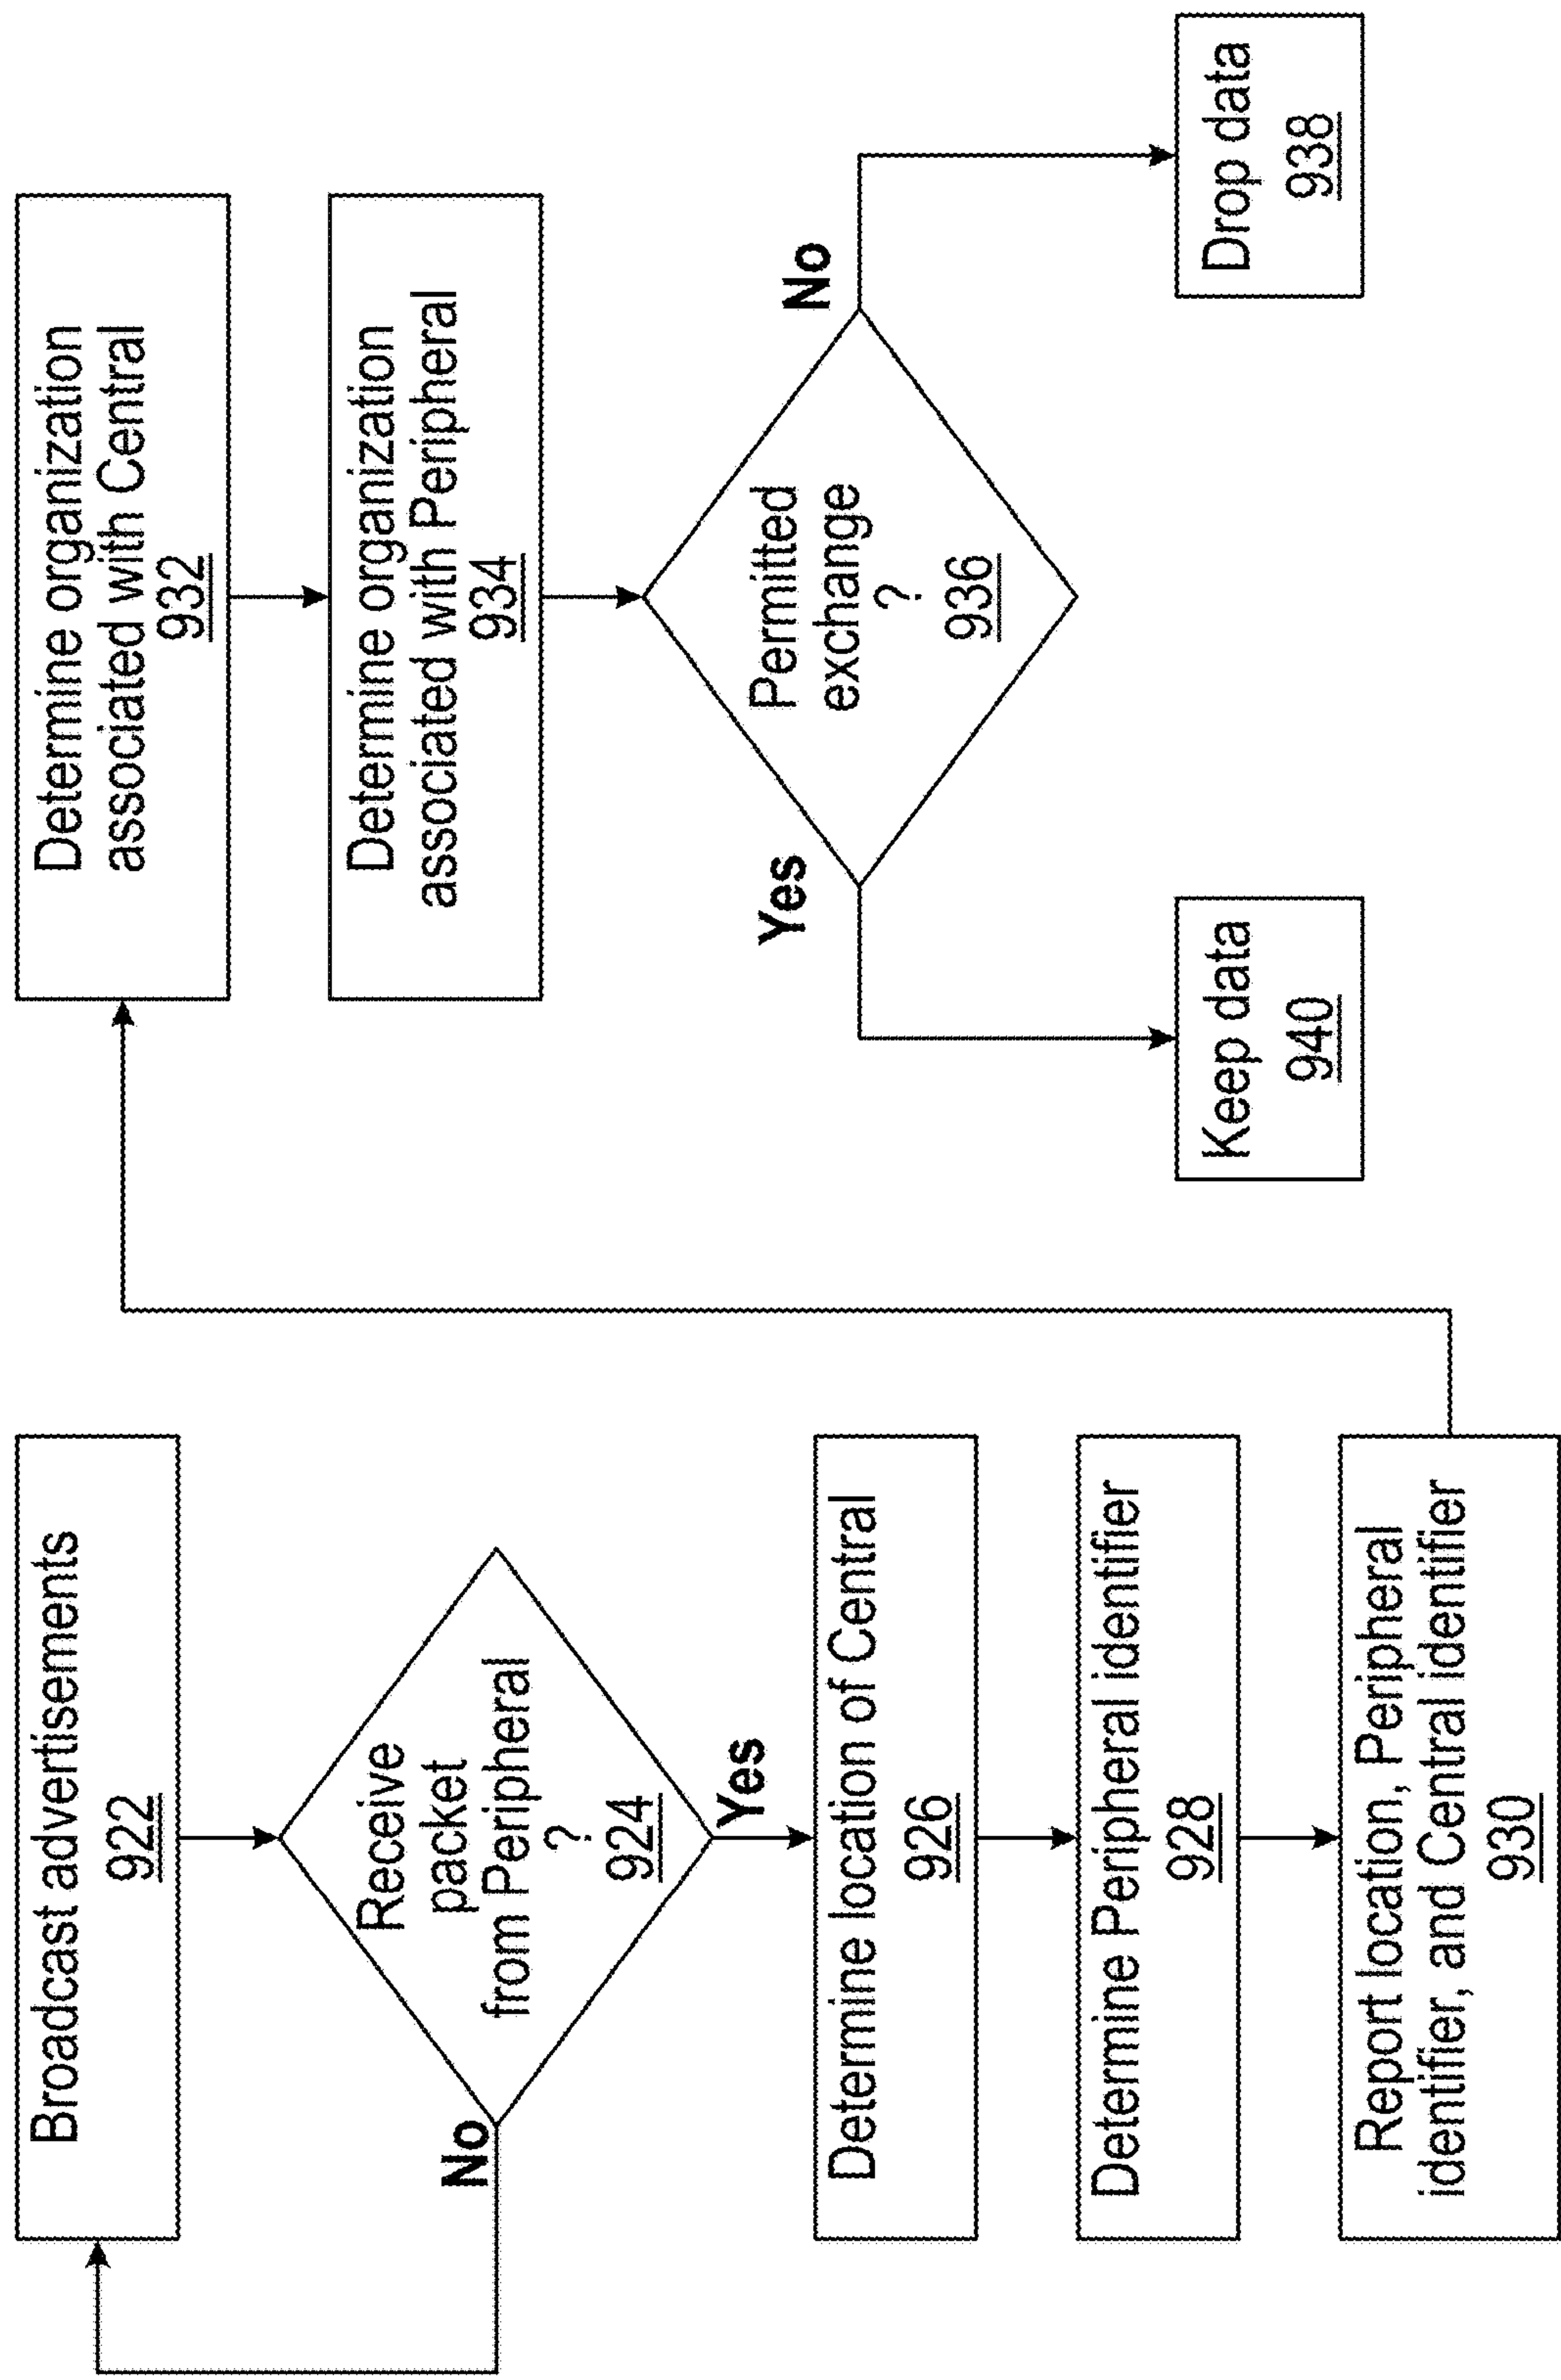 Broadcast advertisements
922
Receive
packet
from Peripheral
?
924
No
Yes
Determine location of Central
926
Determine Peripheral identifier
928
Report location, Peripheral
identifier, and Central identifier
930
Determine organization
associated with Central
932
Determine organization
associated with Peripheral
934
Permitted
exchange
?
936
Yes
No
Keep data
940
Drop data
938